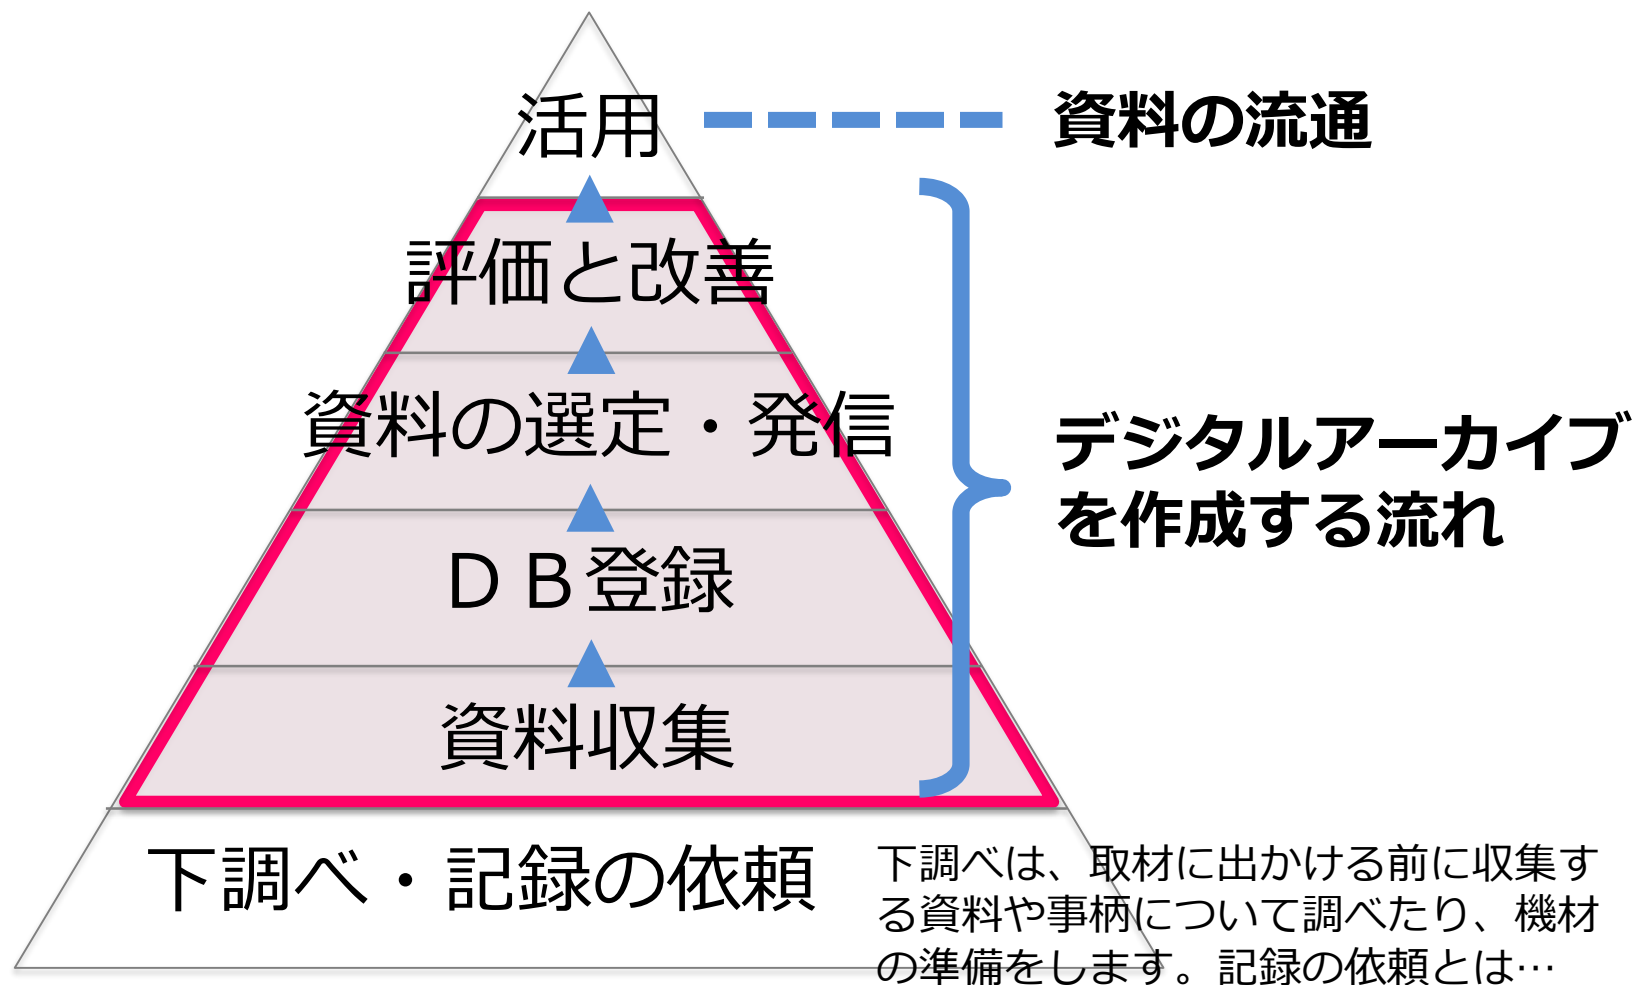 活用
資料の流通
評価と改善
資料の選定・発信
デジタルアーカイブ
を作成する流れ
ＤＢ登録
資料収集
下調べ・記録の依頼
下調べは、取材に出かける前に収集す
る資料や事柄について調べたり、機材
の準備をします。記録の依頼とは…